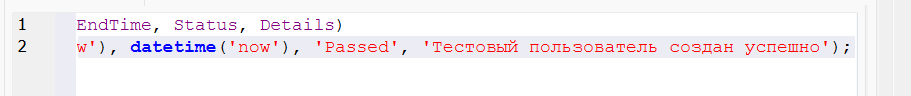 1 EndTime, Status, Details)
2 w'), datetime('now'), 'Passed', 'Тестовый пользователь создан успешно');